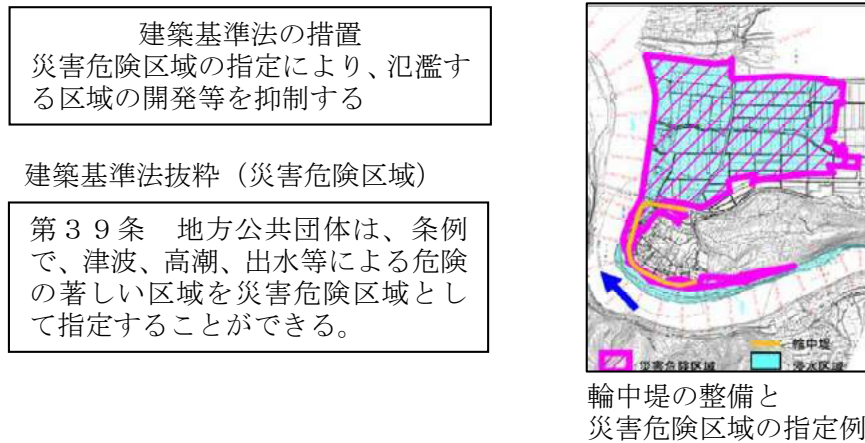 建築基準法の措置
災害危険区域の指定により、氾濫す
る区域の開発等を抑制する
建築基準法抜粋（災害危険区域）
第３９条　地方公共団体は、条例
で、津波、高潮、出水等による危険
の著しい区域を災害危険区域とし
て指定することができる。
輪中堤
災害危険区域
浸水区域
輪中堤の整備と
災害危険区域の指定例